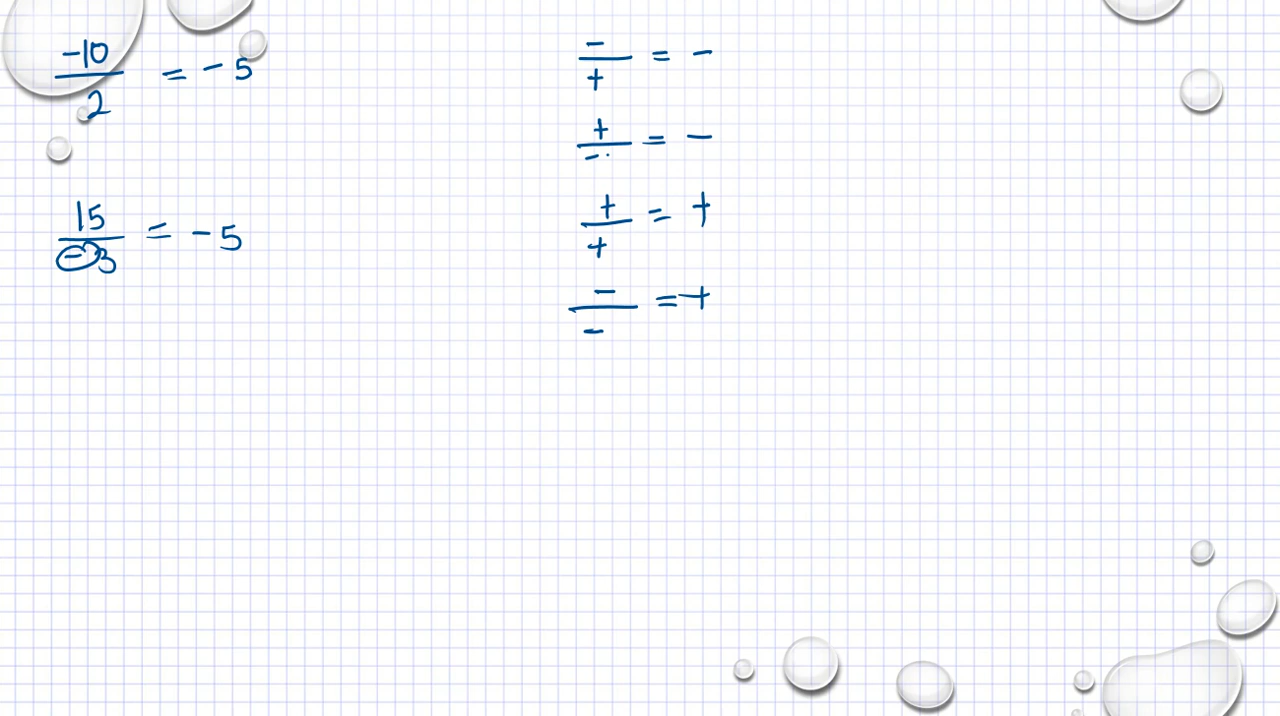 -10/2 = -5
15/-3 = -5
-/+ = -
+/- = -
+/+ = +
-/- = +